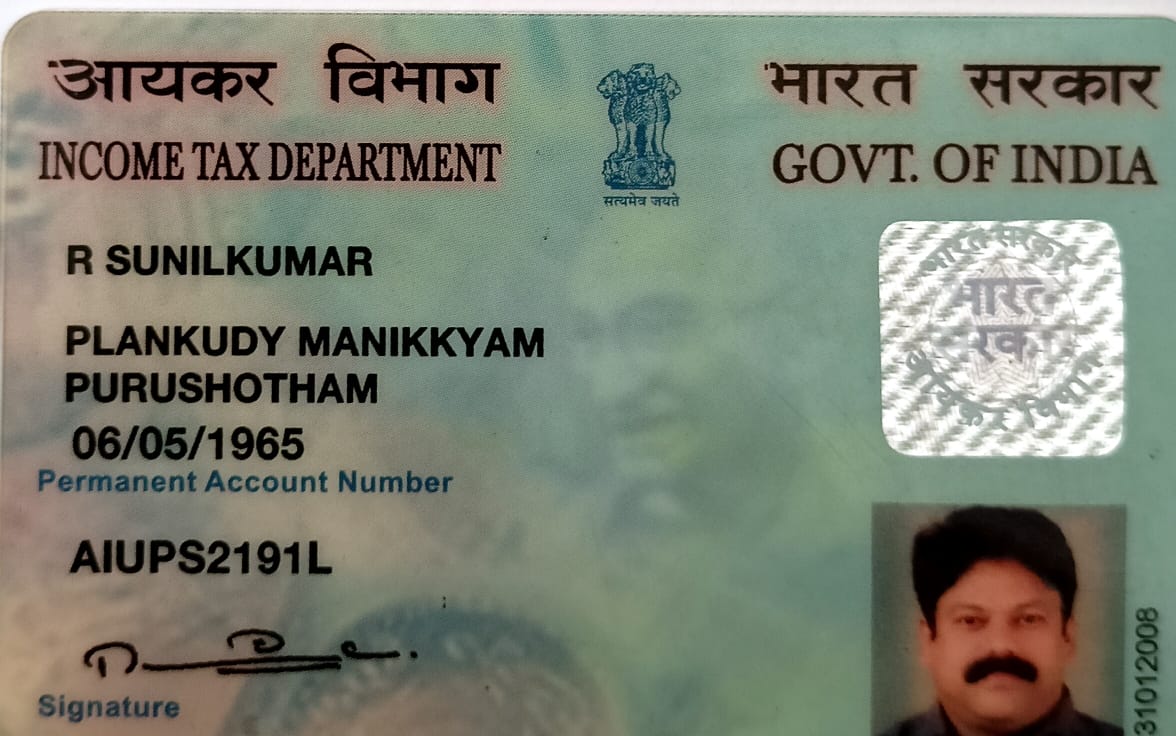 आयकर विभाग
INCOME TAX DEPARTMENT
सत्यमेव जयते
भारत सरकार
GOVT. OF INDIA
R SUNILKUMAR
PLANKUDY MANIKKYAM
PURUSHOTHAM
06/05/1965
Permanent Account Number
AIUPS2191L
Signature
भारत सरकार
आयकर विभाग
भारत
31012008